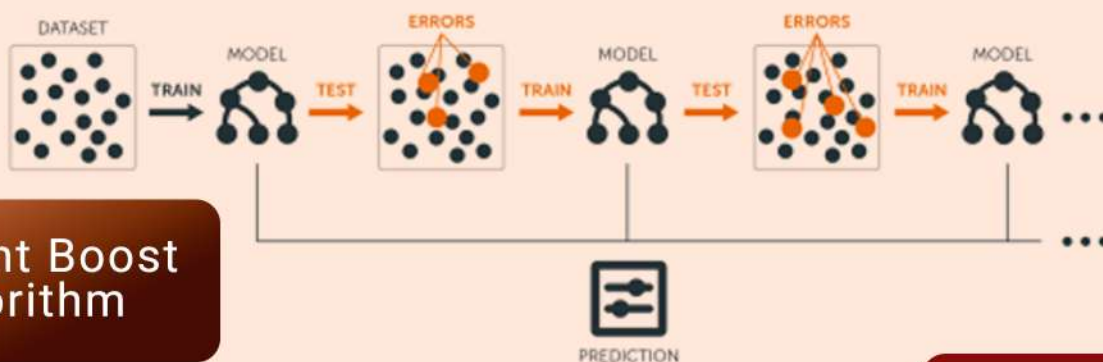 DATASET
MODEL
ERRORS
MODEL
ERRORS
MODEL
TRAIN
TEST
TRAIN
TEST
TRAIN
nt Boost
orithm
PREDICTION